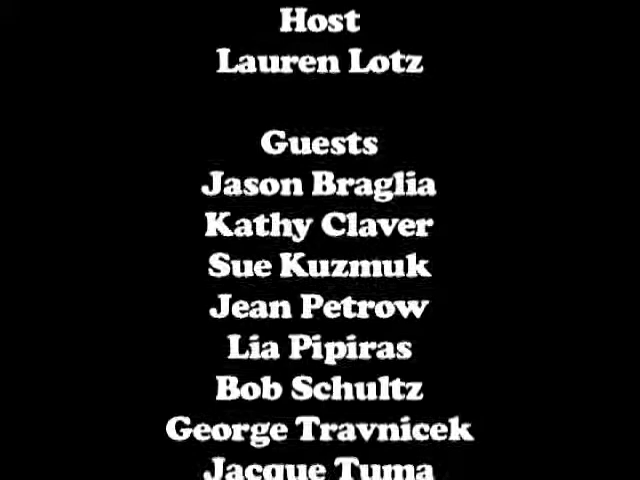 Host
Lauren Lotz
Guests
Jason Braglia
Kathy Claver
Sue Kuzmuk
Jean Petrow
Lia Pipiras
Bob Schultz
George Travnicek
Jacque Tuma